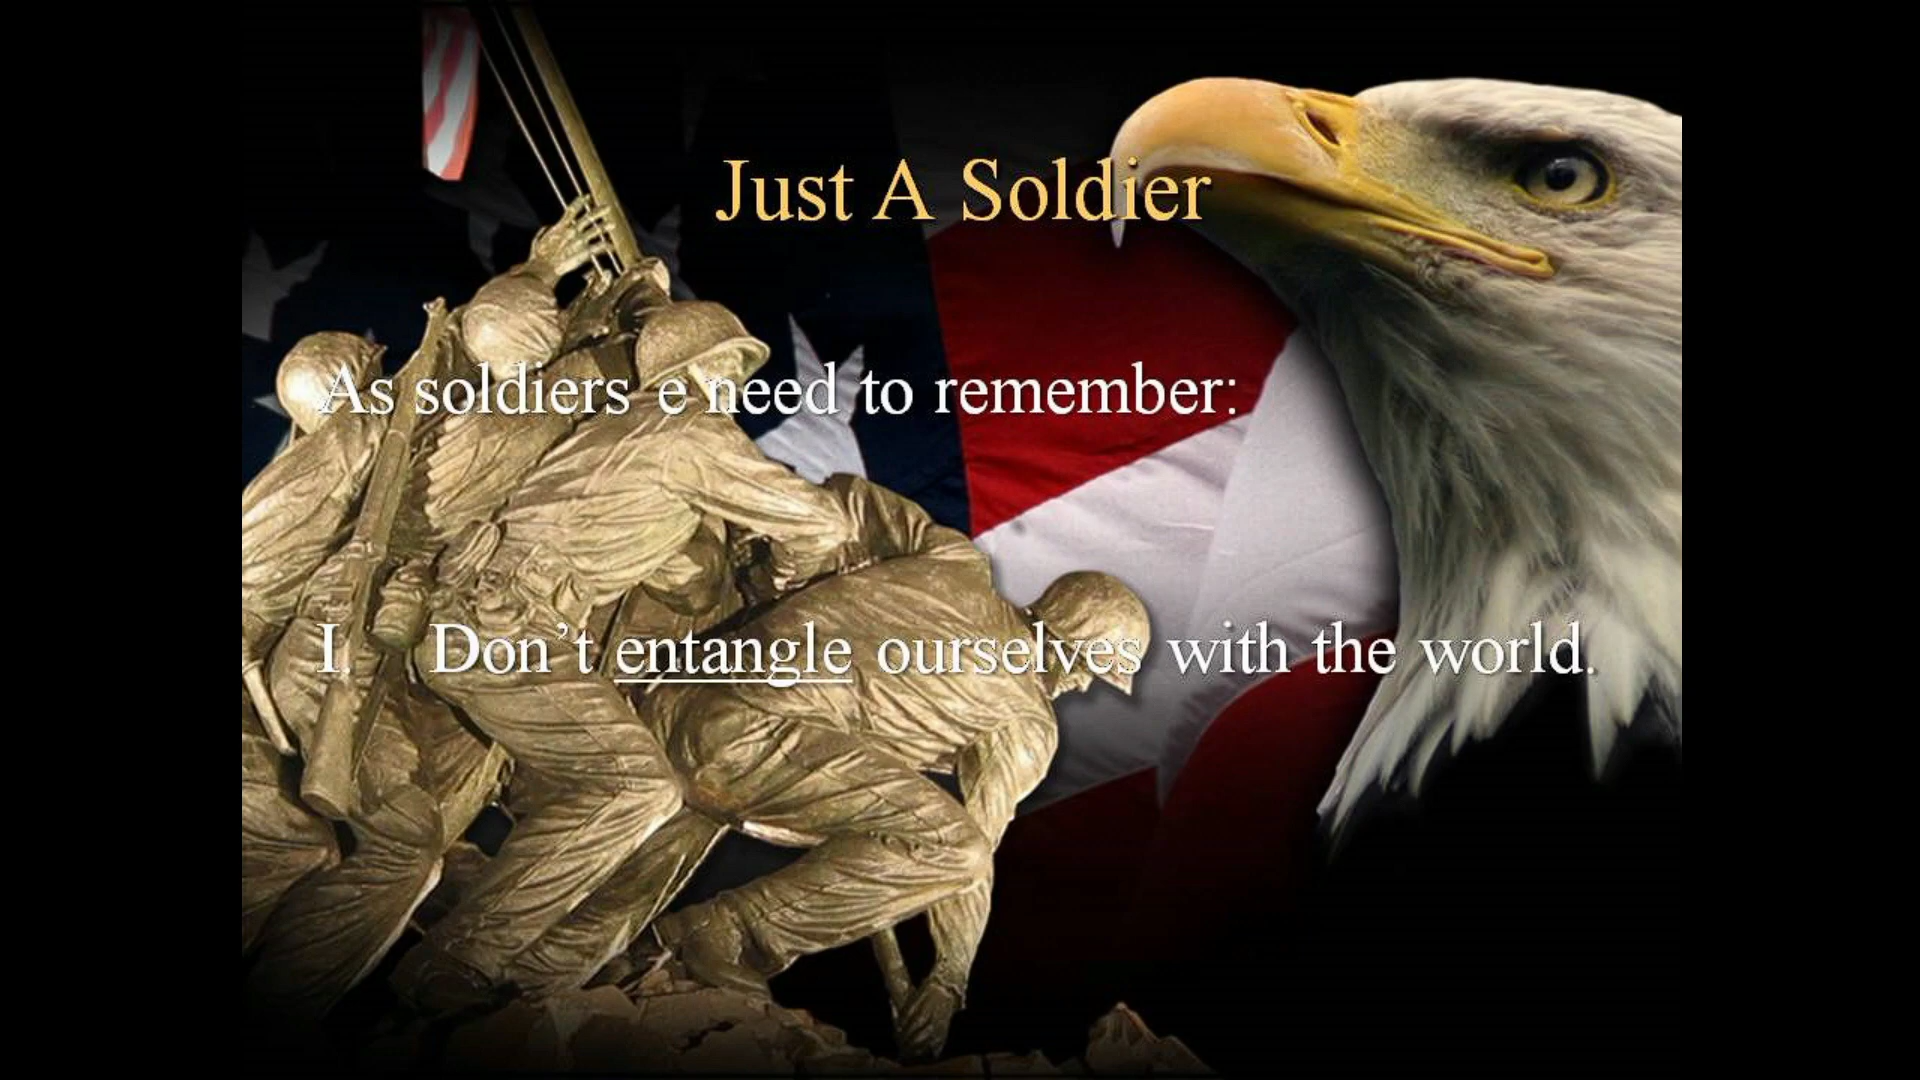 Just A Soldier
As soldiers e need to remember:
I. Don’t entangle ourselves with the world.